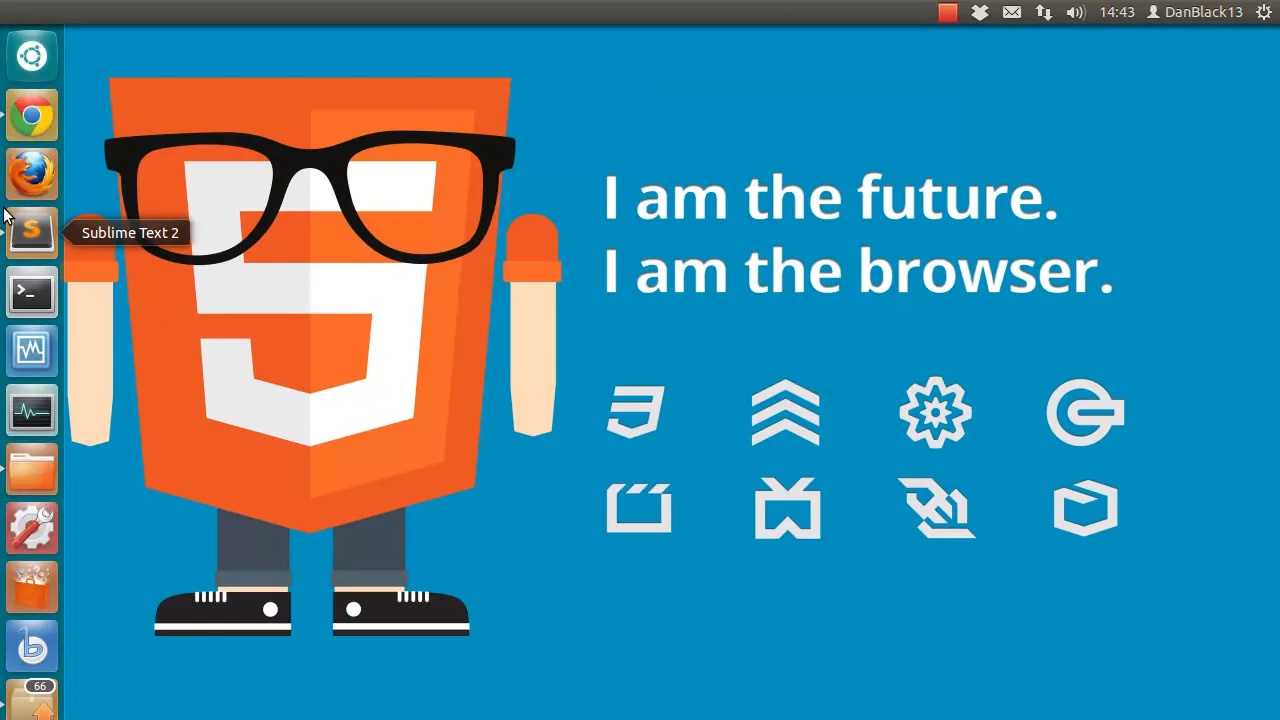 14:43 DanBlack13
Sublime Text 2
I am the future.
I am the browser.
66